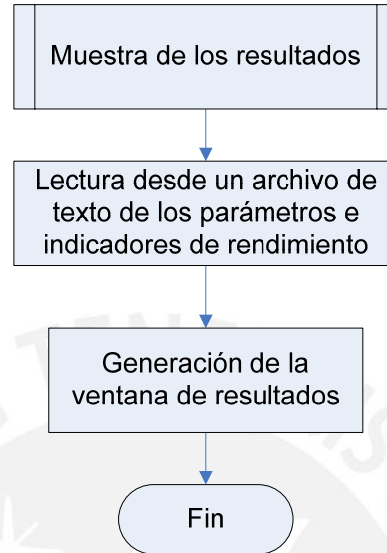 Muestra de los resultados
Lectura desde un archivo de
texto de los parámetros e
indicadores de rendimiento
Generación de la
ventana de resultados
Fin